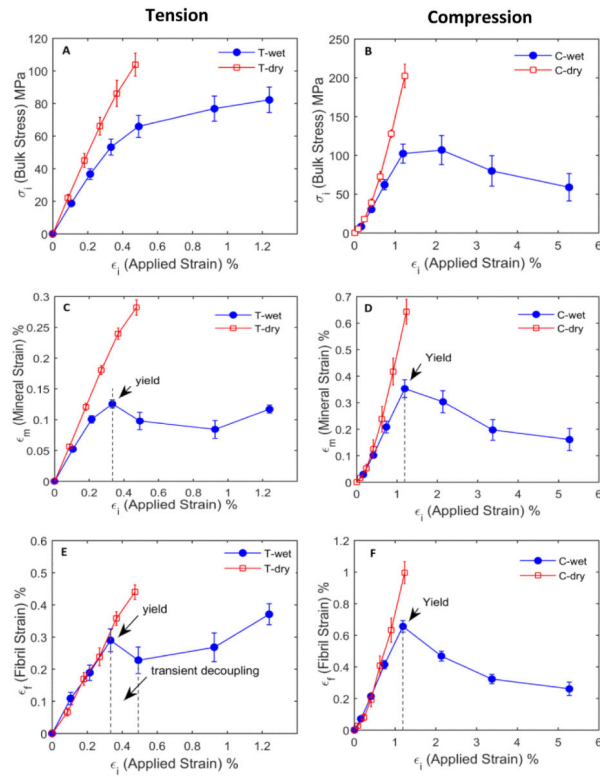 Tension
Compression
A
T-wet
T-dry
120
100
80
60
40
20
0
σi (Bulk Stress) MPa
0 0.2 0.4 0.6 0.8 1 1.2
ϵi (Applied Strain) %
B
C-wet
C-dry
250
200
150
100
50
0
σi (Bulk Stress) MPa
0 1 2 3 4 5 6
ϵi (Applied Strain) %
C
T-wet
T-dry
yield
0.3
0.25
0.2
0.15
0.1
0.05
0
ϵm (Mineral Strain) %
0 0.2 0.4 0.6 0.8 1 1.2
ϵi (Applied Strain) %
D
C-wet
C-dry
Yield
0.7
0.6
0.5
0.4
0.3
0.2
0.1
0
ϵm (Mineral Strain) %
0 1 2 3 4 5 6
ϵi (Applied Strain) %
E
T-wet
T-dry
yield
transient decoupling
0.6
0.5
0.4
0.3
0.2
0.1
0
ϵf (Fibril Strain) %
0 0.2 0.4 0.6 0.8 1 1.2
ϵi (Applied Strain) %
F
C-wet
C-dry
Yield
1.2
1
0.8
0.6
0.4
0.2
0
ϵf (Fibril Strain) %
0 1 2 3 4 5 6
ϵi (Applied Strain) %